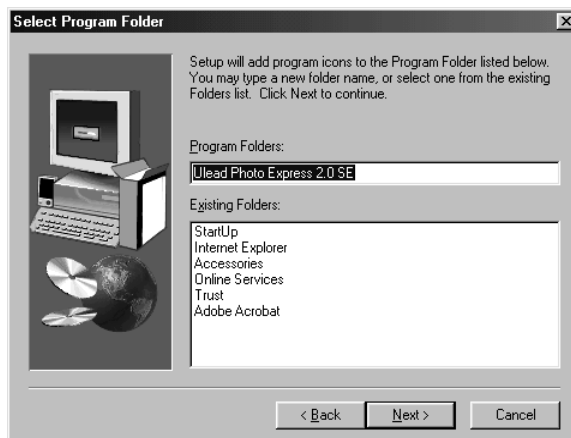 Select Program Folder
Setup will add program icons to the Program Folder listed below.
You may type a new folder name, or select one from the existing
Folders list. Click Next to continue.
Program Folders:
Ulead Photo Express 2.0 SE
Existing Folders:
StartUp
Internet Explorer
Accessories
Online Services
Trust
Adobe Acrobat
< Back
Next >
Cancel